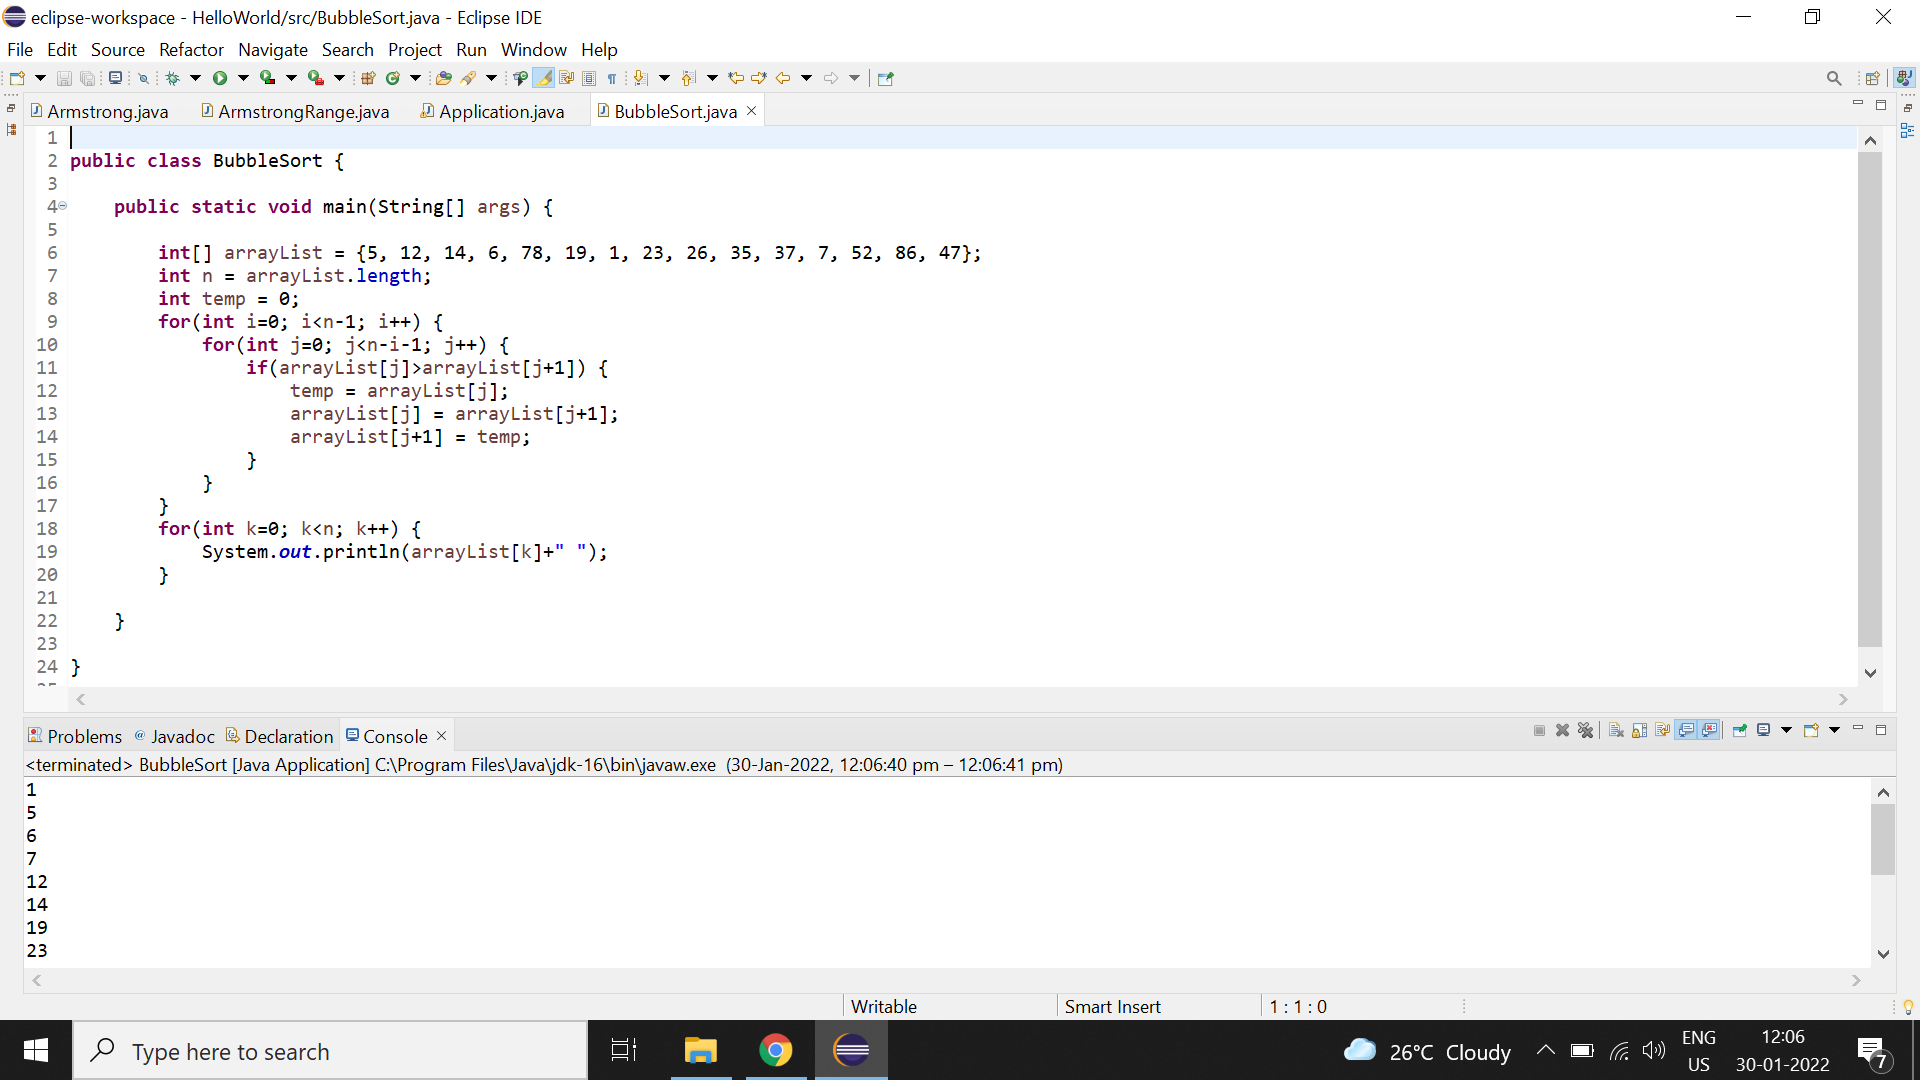 eclipse-workspace - HelloWorld/src/BubbleSort.java - Eclipse IDE
File Edit Source Refactor Navigate Search Project Run Window Help
Armstrong.java ArmstrongRange.java Application.java BubbleSort.java
1
2 public class BubbleSort {
3
4     public static void main(String[] args) {
5
6         int[] arrayList = {5, 12, 14, 6, 78, 19, 1, 23, 26, 35, 37, 7, 52, 86, 47};
7         int n = arrayList.length;
8         int temp = 0;
9         for(int i=0; i<n-1; i++) {
10             for(int j=0; j<n-i-1; j++) {
11                 if(arrayList[j]>arrayList[j+1]) {
12                     temp = arrayList[j];
13                     arrayList[j] = arrayList[j+1];
14                     arrayList[j+1] = temp;
15                 }
16             }
17         }
18         for(int k=0; k<n; k++) {
19             System.out.println(arrayList[k]+" ");
20         }
21
22     }
23
24 }
Problems @ Javadoc Declaration Console
<terminated> BubbleSort [Java Application] C:\Program Files\Java\jdk-16\bin\javaw.exe (30-Jan-2022, 12:06:40 pm – 12:06:41 pm)
1
5
6
7
12
14
19
23
Writable Smart Insert 1 : 1 : 0
Type here to search
26°C Cloudy
ENG
US
12:06
30-01-2022
7